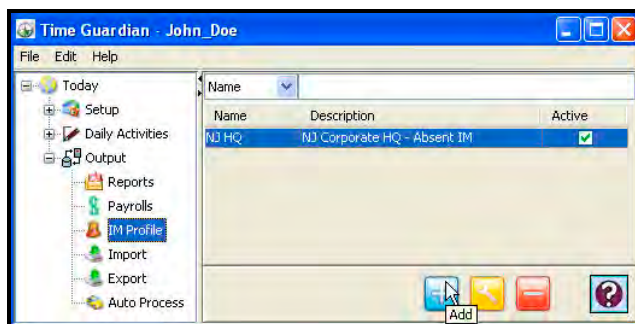 Time Guardian - John_Doe
File Edit Help
Today
Setup
Daily Activities
Output
Reports
Payrolls
IM Profile
Import
Export
Auto Process
Name
Name Description Active
NJ HQ NJ Corporate HQ - Absent IM
Add